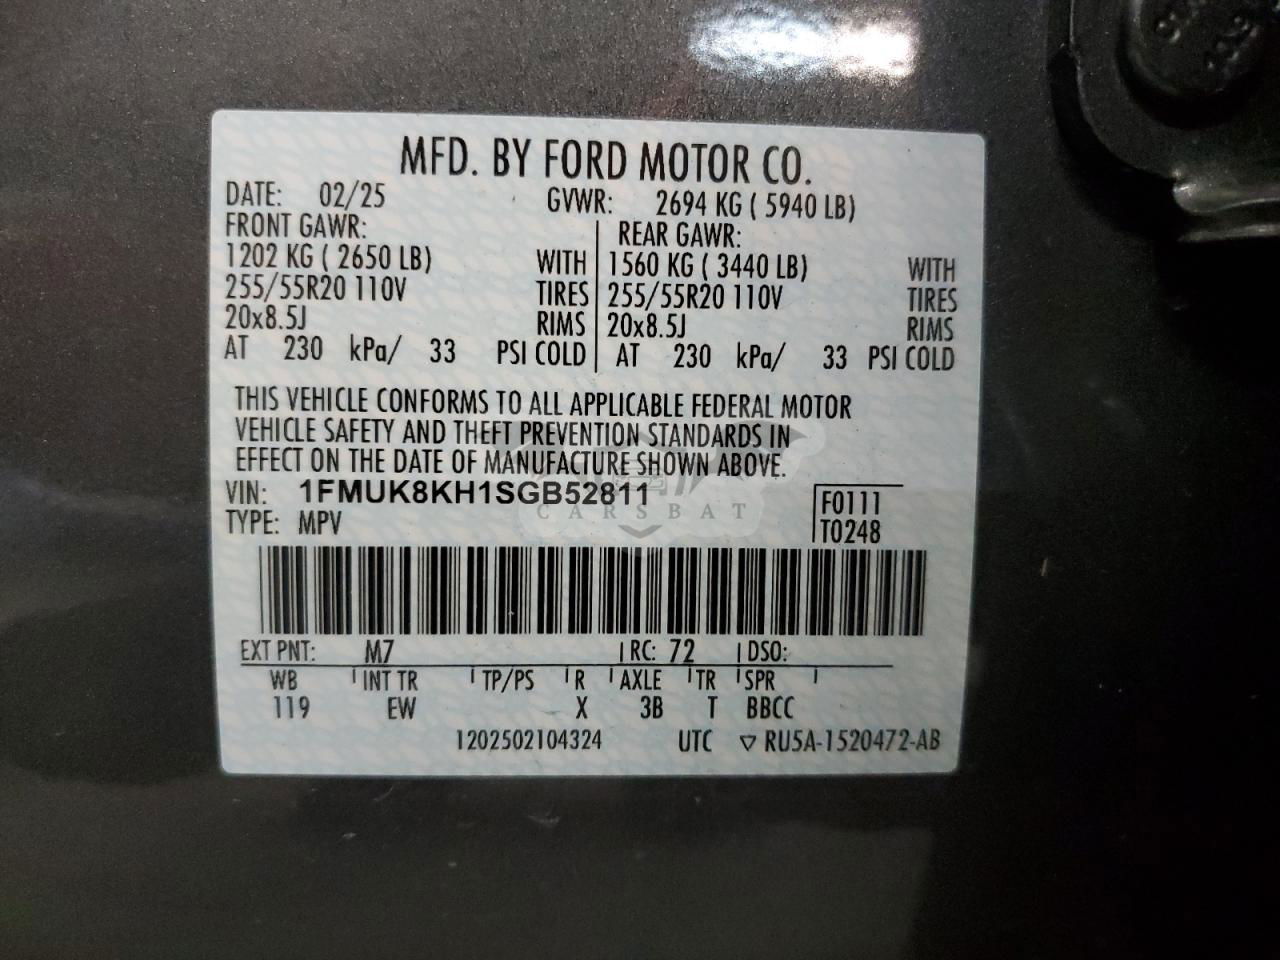 MFD. BY FORD MOTOR CO.
DATE: 02/25 GVWR: 2694 KG ( 5940 LB)
FRONT GAWR: REAR GAWR:
1202 KG ( 2650 LB) WITH 1560 KG ( 3440 LB) WITH
255/55R20 110V TIRES 255/55R20 110V TIRES
20x8.5J RIMS 20x8.5J RIMS
AT 230 kPa/ 33 PSI COLD AT 230 kPa/ 33 PSI COLD
THIS VEHICLE CONFORMS TO ALL APPLICABLE FEDERAL MOTOR
VEHICLE SAFETY AND THEFT PREVENTION STANDARDS IN
EFFECT ON THE DATE OF MANUFACTURE SHOWN ABOVE.
VIN: 1FMUK8KH1SGB52811 F0111
CARSBAT
TYPE: MPV T0248
EXT PNT: M7 RC: 72 DSO:
WB INT TR TP/PS R AXLE TR SPR
119 EW X 3B T BBCC
1202502104324 UTC ▽ RU5A-1520472-AB